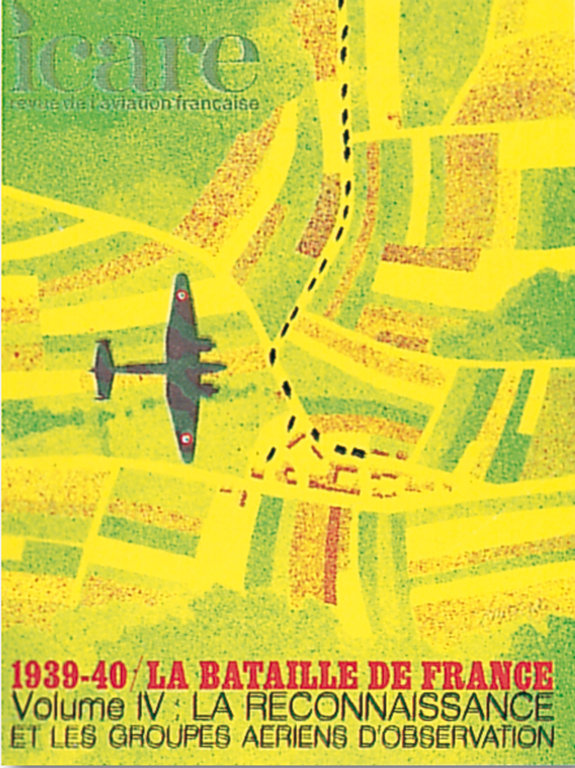 icare
revue de l'aviation française
1939-40/LA BATAILLE DE FRANCE
Volume IV : LA RECONNAISSANCE
ET LES GROUPES AERIENS D'OBSERVATION